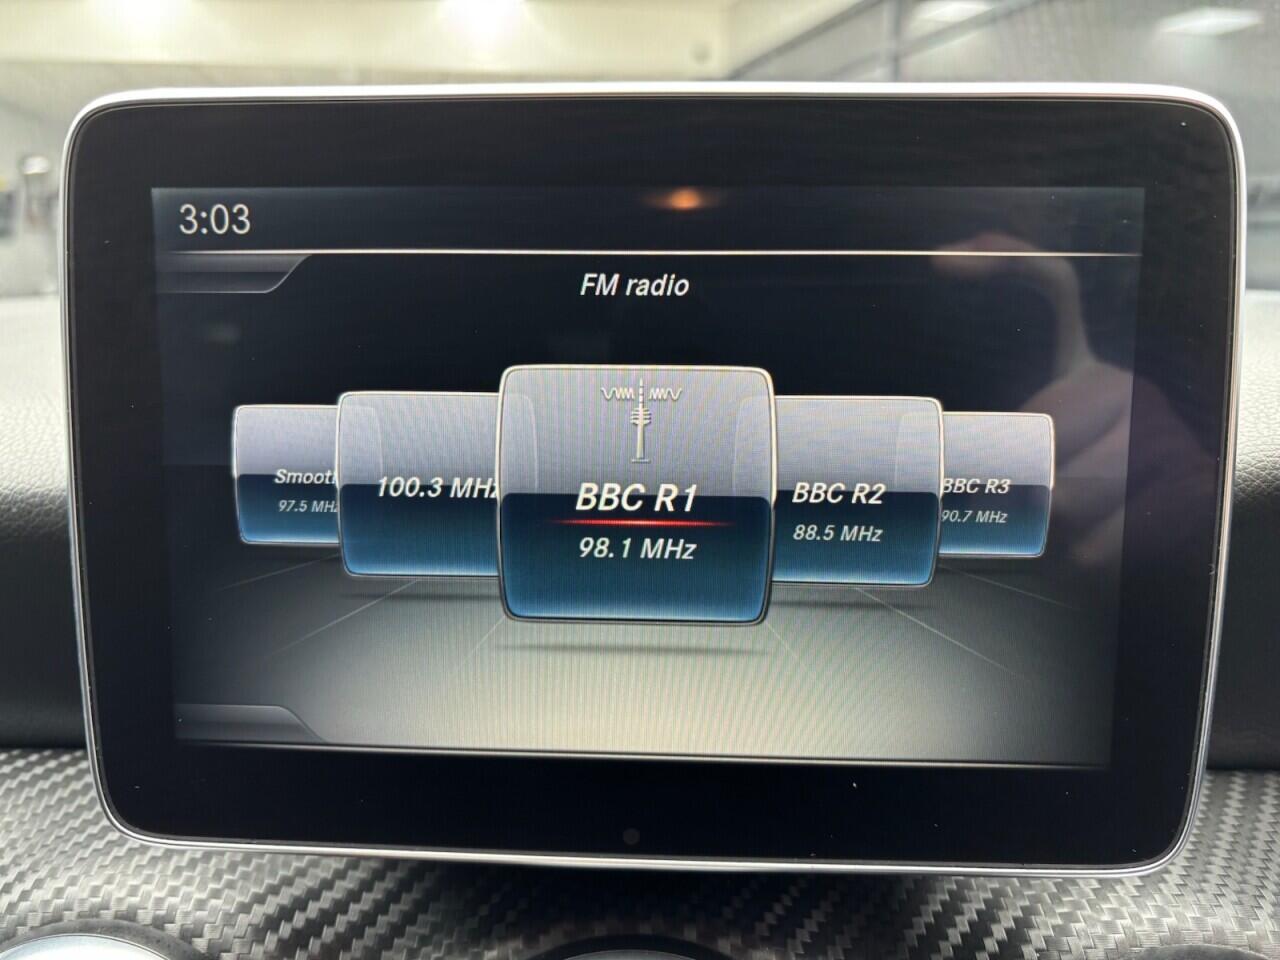 3:03
FM radio
Smooth
97.5 MHz
100.3 MHz
BBC R1
98.1 MHz
BBC R2
88.5 MHz
BBC R3
90.7 MHz